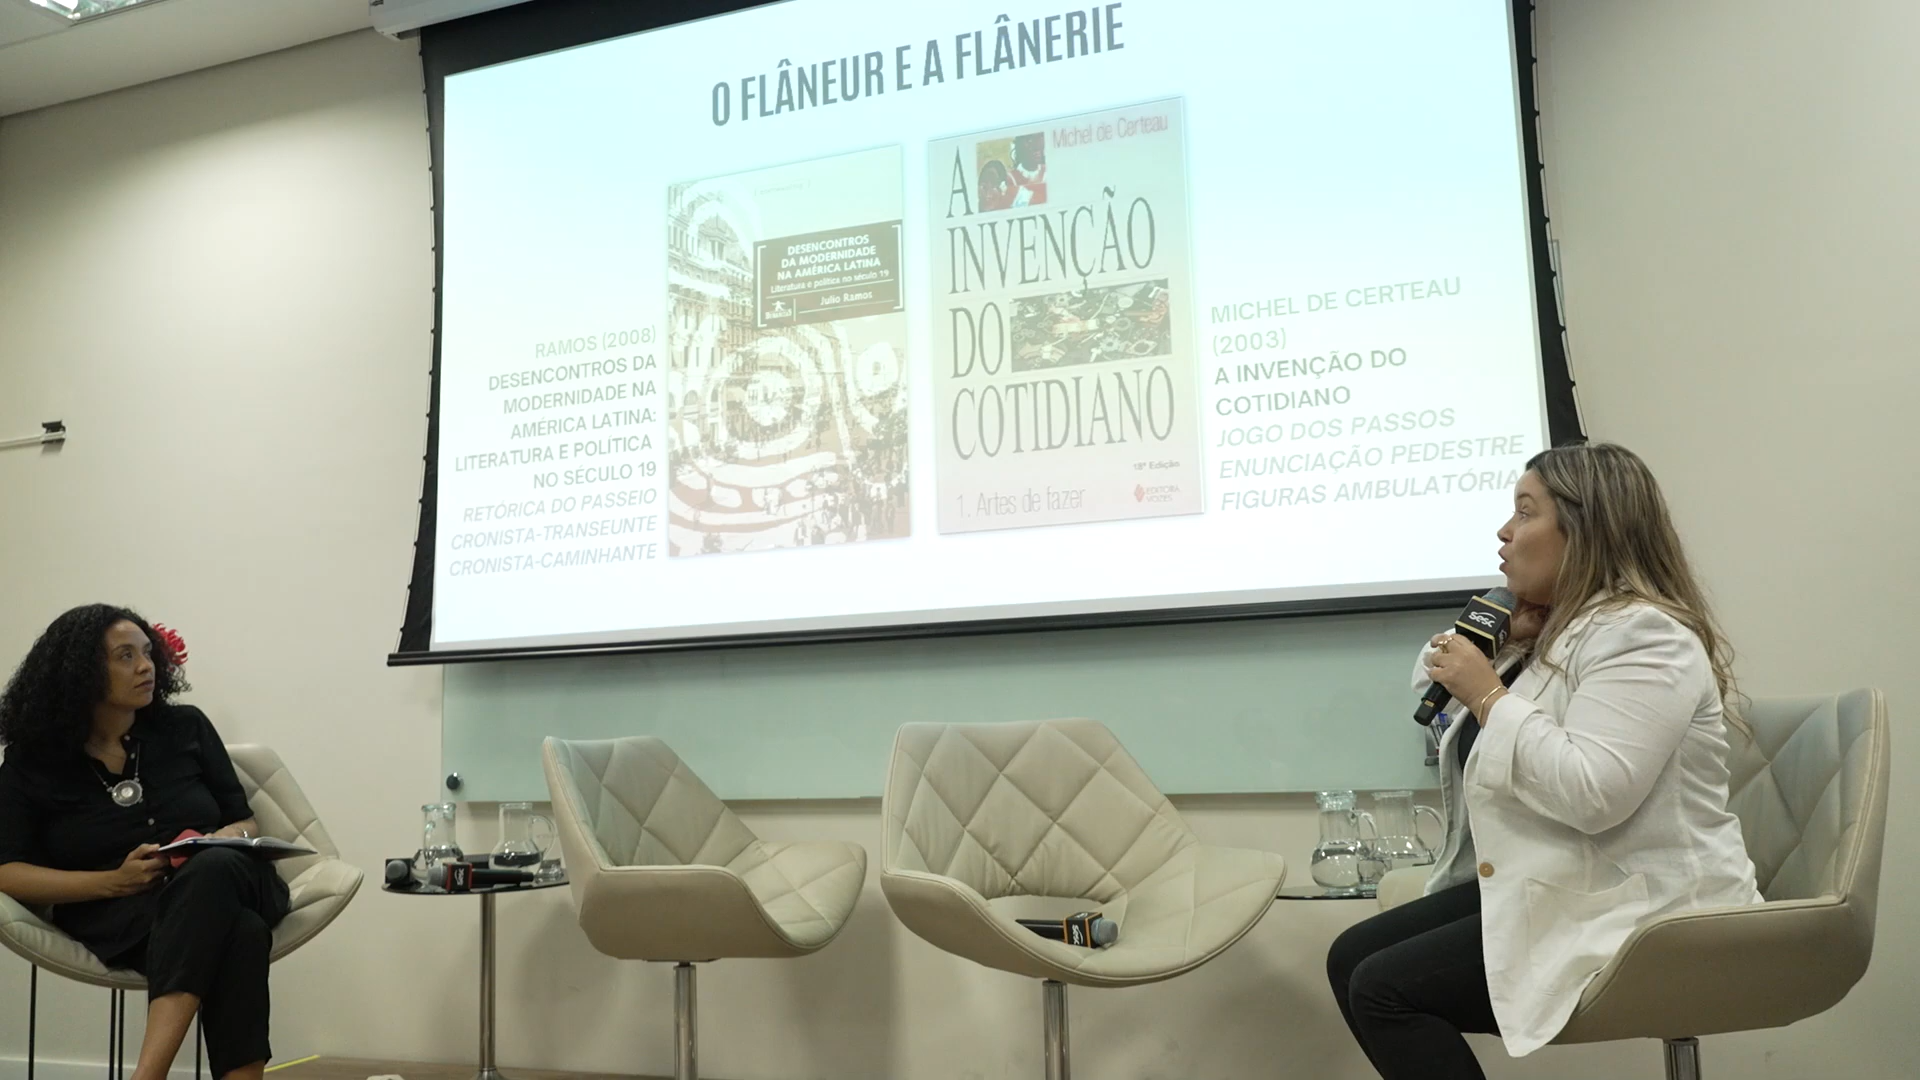 O FLÂNEUR E A FLÂNERIE
RAMOS (2008)
DESENCONTROS DA
MODERNIDADE NA
AMÉRICA LATINA:
LITERATURA E POLÍTICA
NO SÉCULO 19
RETÓRICA DO PASSEIO
CRONISTA-TRANSEUNTE
CRONISTA-CAMINHANTE
DESENCONTROS
DA MODERNIDADE
NA AMÉRICA LATINA
Literatura e política no século 19
Julio Ramos
Michel de Certeau
A
INVENÇÃO
DO
COTIDIANO
18ª Edição
1. Artes de fazer
EDITORA
VOZES
MICHEL DE CERTEAU
(2003)
A INVENÇÃO DO
COTIDIANO
JOGO DOS PASSOS
ENUNCIAÇÃO PEDESTRE
FIGURAS AMBULATÓRIA
Sesc
Sesc